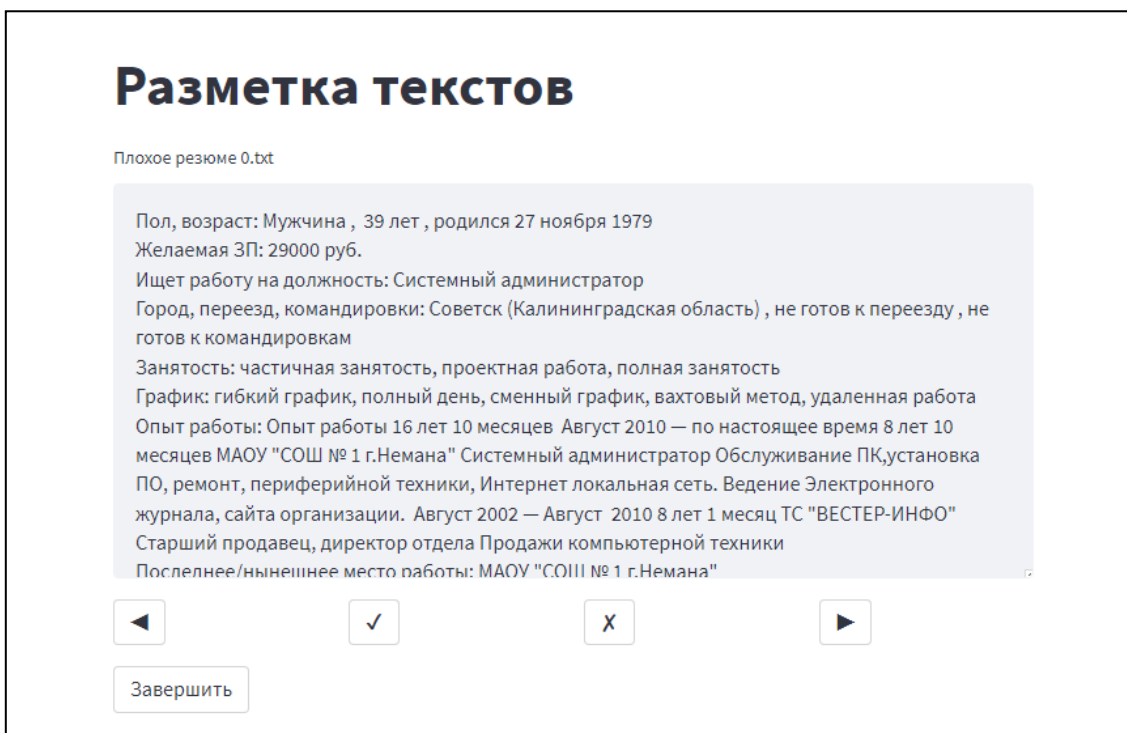 Разметка текстов
Плохое резюме 0.txt
Пол, возраст: Мужчина ,  39 лет , родился 27 ноября 1979
Желаемая ЗП: 29000 руб.
Ищет работу на должность: Системный администратор
Город, переезд, командировки: Советск (Калининградская область) , не готов к переезду , не
готов к командировкам
Занятость: частичная занятость, проектная работа, полная занятость
График: гибкий график, полный день, сменный график, вахтовый метод, удаленная работа
Опыт работы: Опыт работы 16 лет 10 месяцев  Август 2010 — по настоящее время 8 лет 10
месяцев МАОУ "СОШ № 1 г.Немана" Системный администратор Обслуживание ПК,установка
ПО, ремонт, периферийной техники, Интернет локальная сеть. Ведение Электронного
журнала, сайта организации.  Август 2002 — Август  2010 8 лет 1 месяц ТС "ВЕСТЕР-ИНФО"
Старший продавец, директор отдела Продажи компьютерной техники
Последнее/нынешнее место работы: МАОУ "СОШ № 1 г.Немана"
◀ ✓ ✗ ▶
Завершить